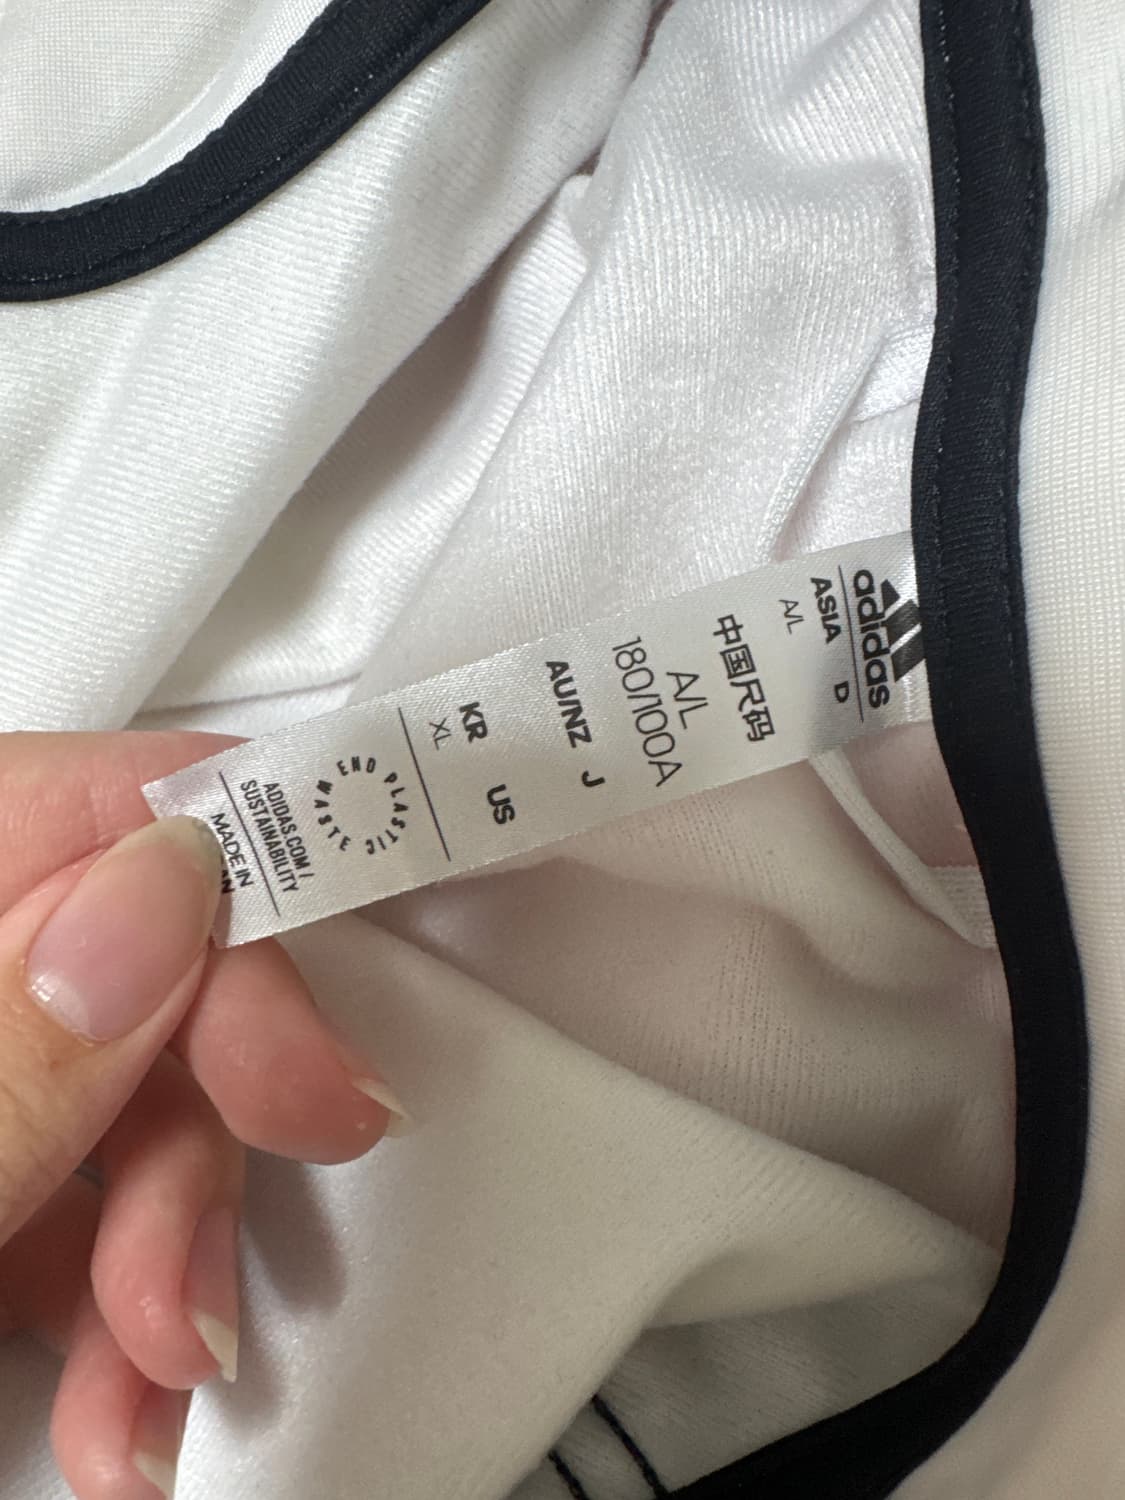 adidas
ASIA D
A/L
中国尺码
A/L
180/100A
AU/NZ J
KR US
XL
END PLASTIC WASTE
ADIDAS.COM/
SUSTAINABILITY
MADE IN